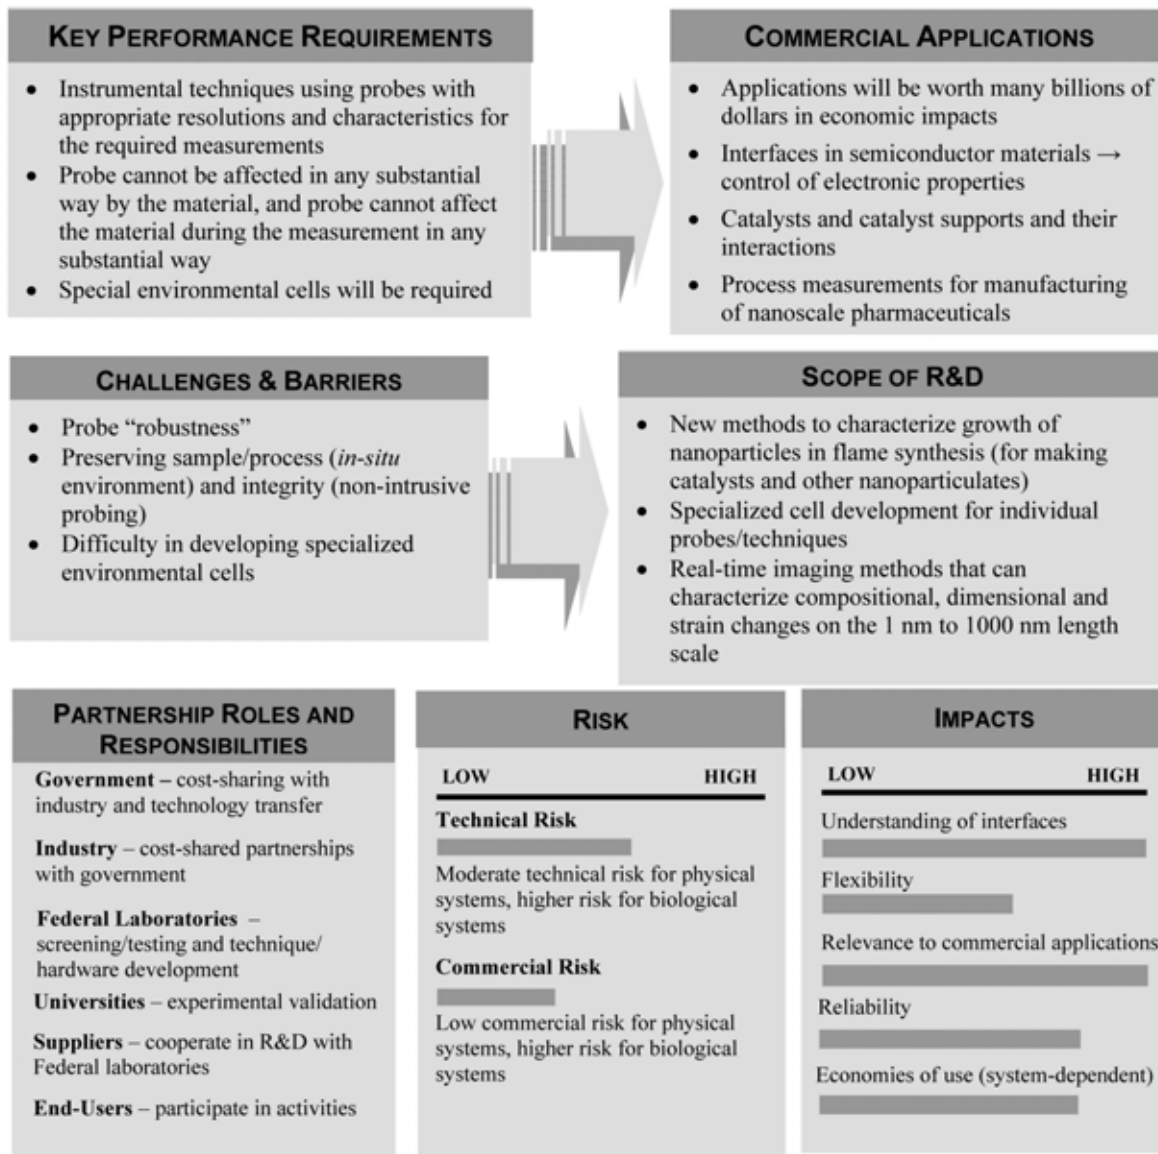 KEY PERFORMANCE REQUIREMENTS
• Instrumental techniques using probes with
appropriate resolutions and characteristics for
the required measurements
• Probe cannot be affected in any substantial
way by the material, and probe cannot affect
the material during the measurement in any
substantial way
• Special environmental cells will be required
COMMERCIAL APPLICATIONS
• Applications will be worth many billions of
dollars in economic impacts
• Interfaces in semiconductor materials →
control of electronic properties
• Catalysts and catalyst supports and their
interactions
• Process measurements for manufacturing
of nanoscale pharmaceuticals
CHALLENGES & BARRIERS
• Probe “robustness”
• Preserving sample/process (in-situ
environment) and integrity (non-intrusive
probing)
• Difficulty in developing specialized
environmental cells
SCOPE OF R&D
• New methods to characterize growth of
nanoparticles in flame synthesis (for making
catalysts and other nanoparticulates)
• Specialized cell development for individual
probes/techniques
• Real-time imaging methods that can
characterize compositional, dimensional and
strain changes on the 1 nm to 1000 nm length
scale
PARTNERSHIP ROLES AND
RESPONSIBILITIES
Government – cost-sharing with
industry and technology transfer
Industry – cost-shared partnerships
with government
Federal Laboratories –
screening/testing and technique/
hardware development
Universities – experimental validation
Suppliers – cooperate in R&D with
Federal laboratories
End-Users – participate in activities
RISK
LOW HIGH
Technical Risk
Moderate technical risk for physical
systems, higher risk for biological
systems
Commercial Risk
Low commercial risk for physical
systems, higher risk for biological
systems
IMPACTS
LOW HIGH
Understanding of interfaces
Flexibility
Relevance to commercial applications
Reliability
Economies of use (system-dependent)